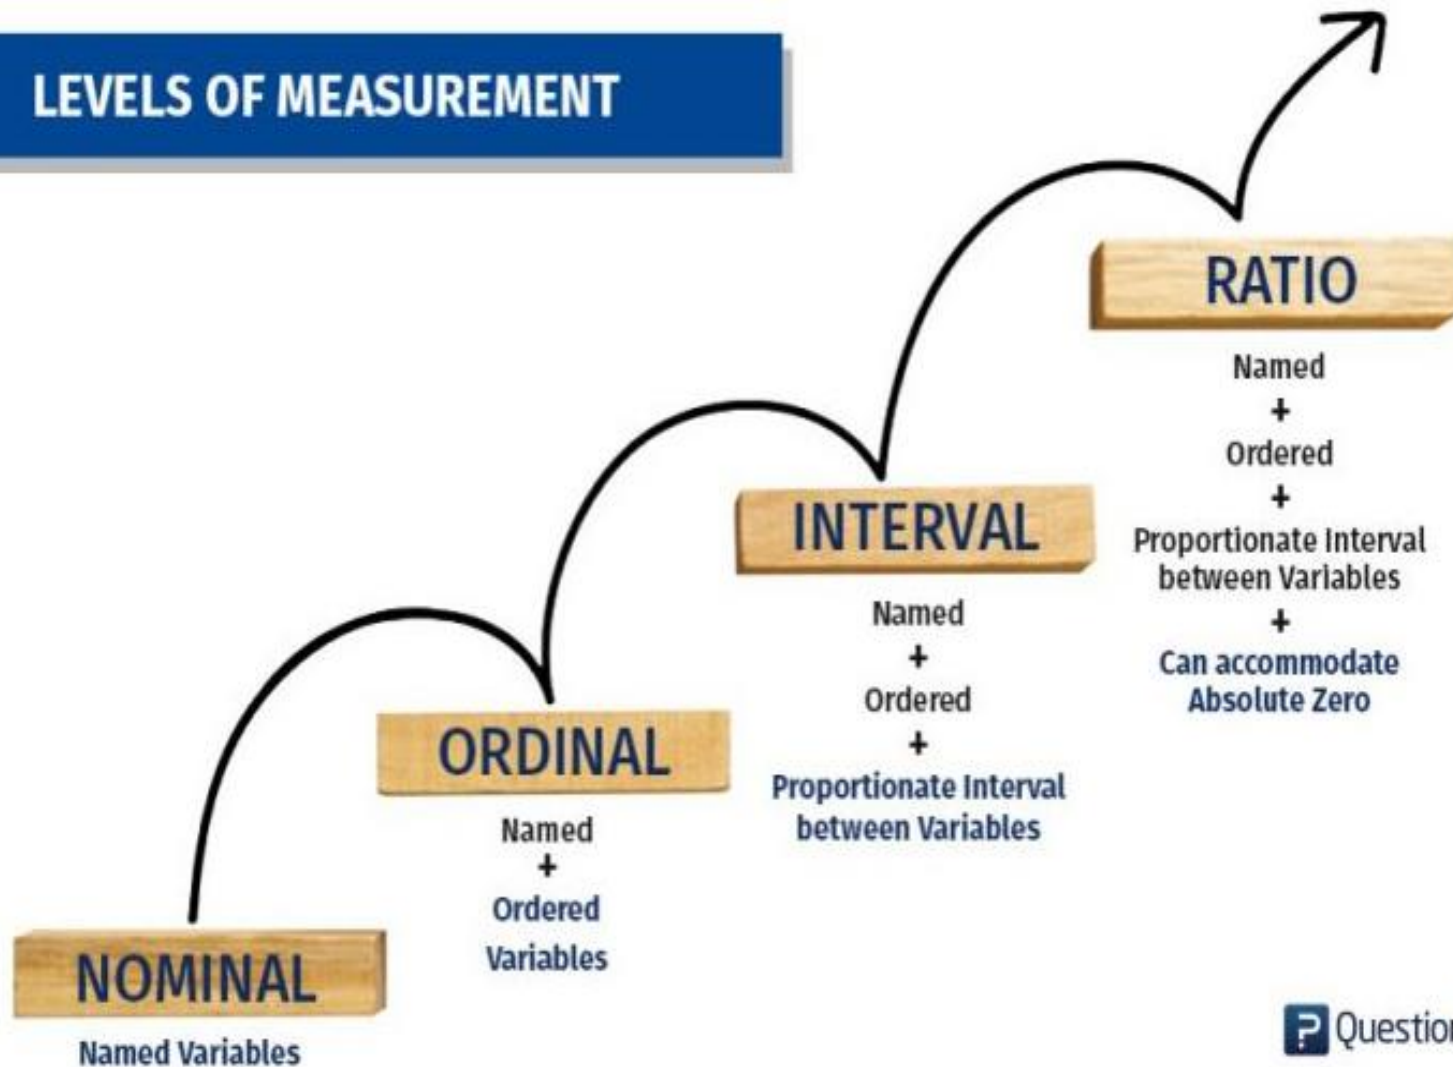 LEVELS OF MEASUREMENT
NOMINAL
Named Variables
ORDINAL
Named
+
Ordered
Variables
INTERVAL
Named
+
Ordered
+
Proportionate Interval
between Variables
RATIO
Named
+
Ordered
+
Proportionate Interval
between Variables
+
Can accommodate
Absolute Zero
?